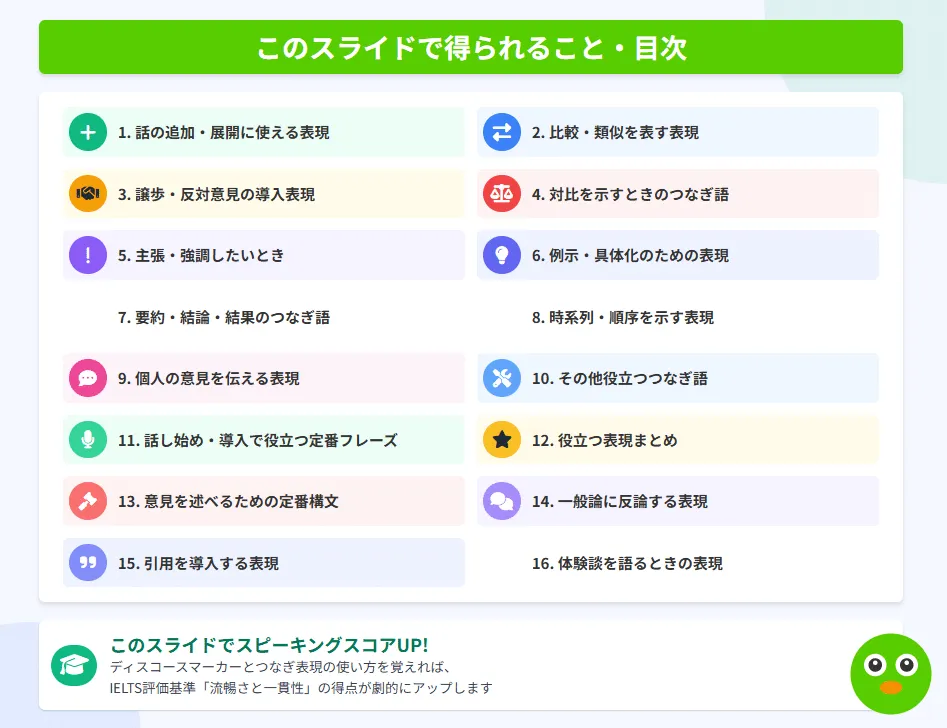 このスライドで得られること・目次
1. 話の追加・展開に使える表現
2. 比較・類似を表す表現
3. 譲歩・反対意見の導入表現
4. 対比を示すときのつなぎ語
5. 主張・強調したいとき
6. 例示・具体化のための表現
7. 要約・結論・結果のつなぎ語
8. 時系列・順序を示す表現
9. 個人の意見を伝える表現
10. その他役立つつなぎ語
11. 話し始め・導入で役立つ定番フレーズ
12. 役立つ表現まとめ
13. 意見を述べるための定番構文
14. 一般論に反論する表現
15. 引用を導入する表現
16. 体験談を語るときの表現
このスライドでスピーキングスコアUP!
ディスコースマーカーとつなぎ表現の使い方を覚えれば、
IELTS評価基準「流暢さと一貫性」の得点が劇的にアップします